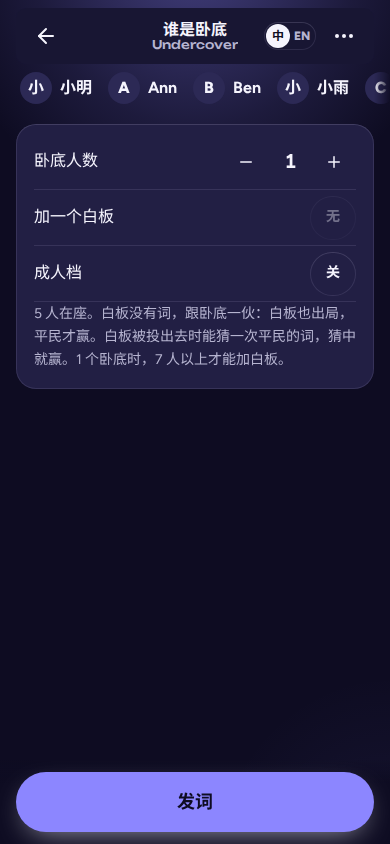 谁是卧底
Undercover
中 EN
小 小明 A Ann B Ben 小 小雨 C
卧底人数 − 1 +
加一个白板 无
成人档 关
5 人在座。白板没有词，跟卧底一伙：白板也出局，
平民才赢。白板被投出去时能猜一次平民的词，猜中
就赢。1 个卧底时，7 人以上才能加白板。
发词